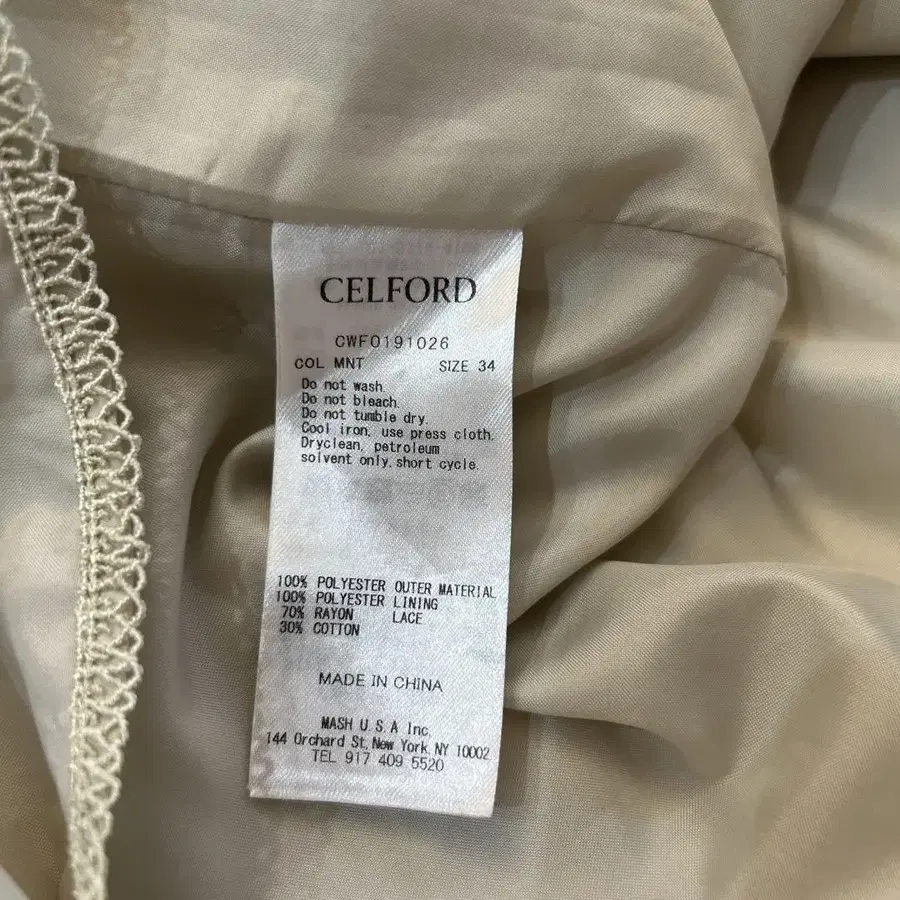 CELFORD
CWFO191026
COL MNT SIZE 34
Do not wash.
Do not bleach.
Do not tumble dry.
Cool iron, use press cloth.
Dryclean, petroleum
solvent only, short cycle.
100% POLYESTER OUTER MATERIAL
100% POLYESTER LINING
70% RAYON LACE
30% COTTON
MADE IN CHINA
MASH U.S.A Inc.
144 Orchard St, New York, NY 10002
TEL 917 409 5520